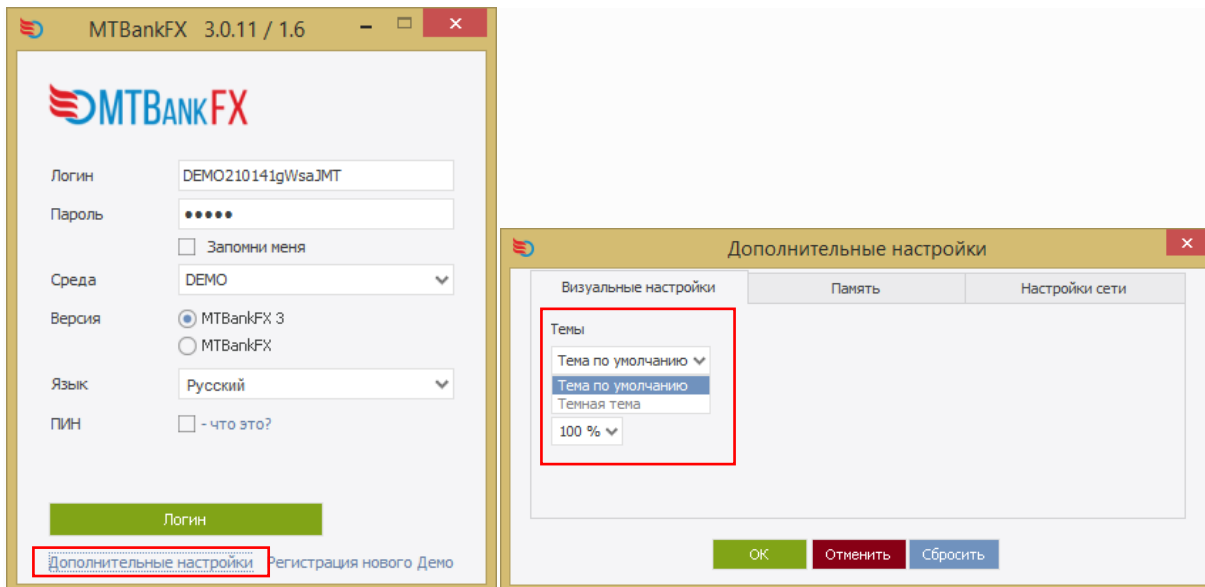 MTBankFX 3.0.11 / 1.6
MTBANKFX
Логин DEMO210141gWsaJMT
Пароль •••••
Запомни меня
Среда DEMO
Версия MTBankFX 3
MTBankFX
Язык Русский
ПИН - что это?
Логин
Дополнительные настройки Регистрация нового Демо
Дополнительные настройки
Визуальные настройки Память Настройки сети
Темы
Тема по умолчанию
Тема по умолчанию
Темная тема
100 %
OK Отменить Сбросить